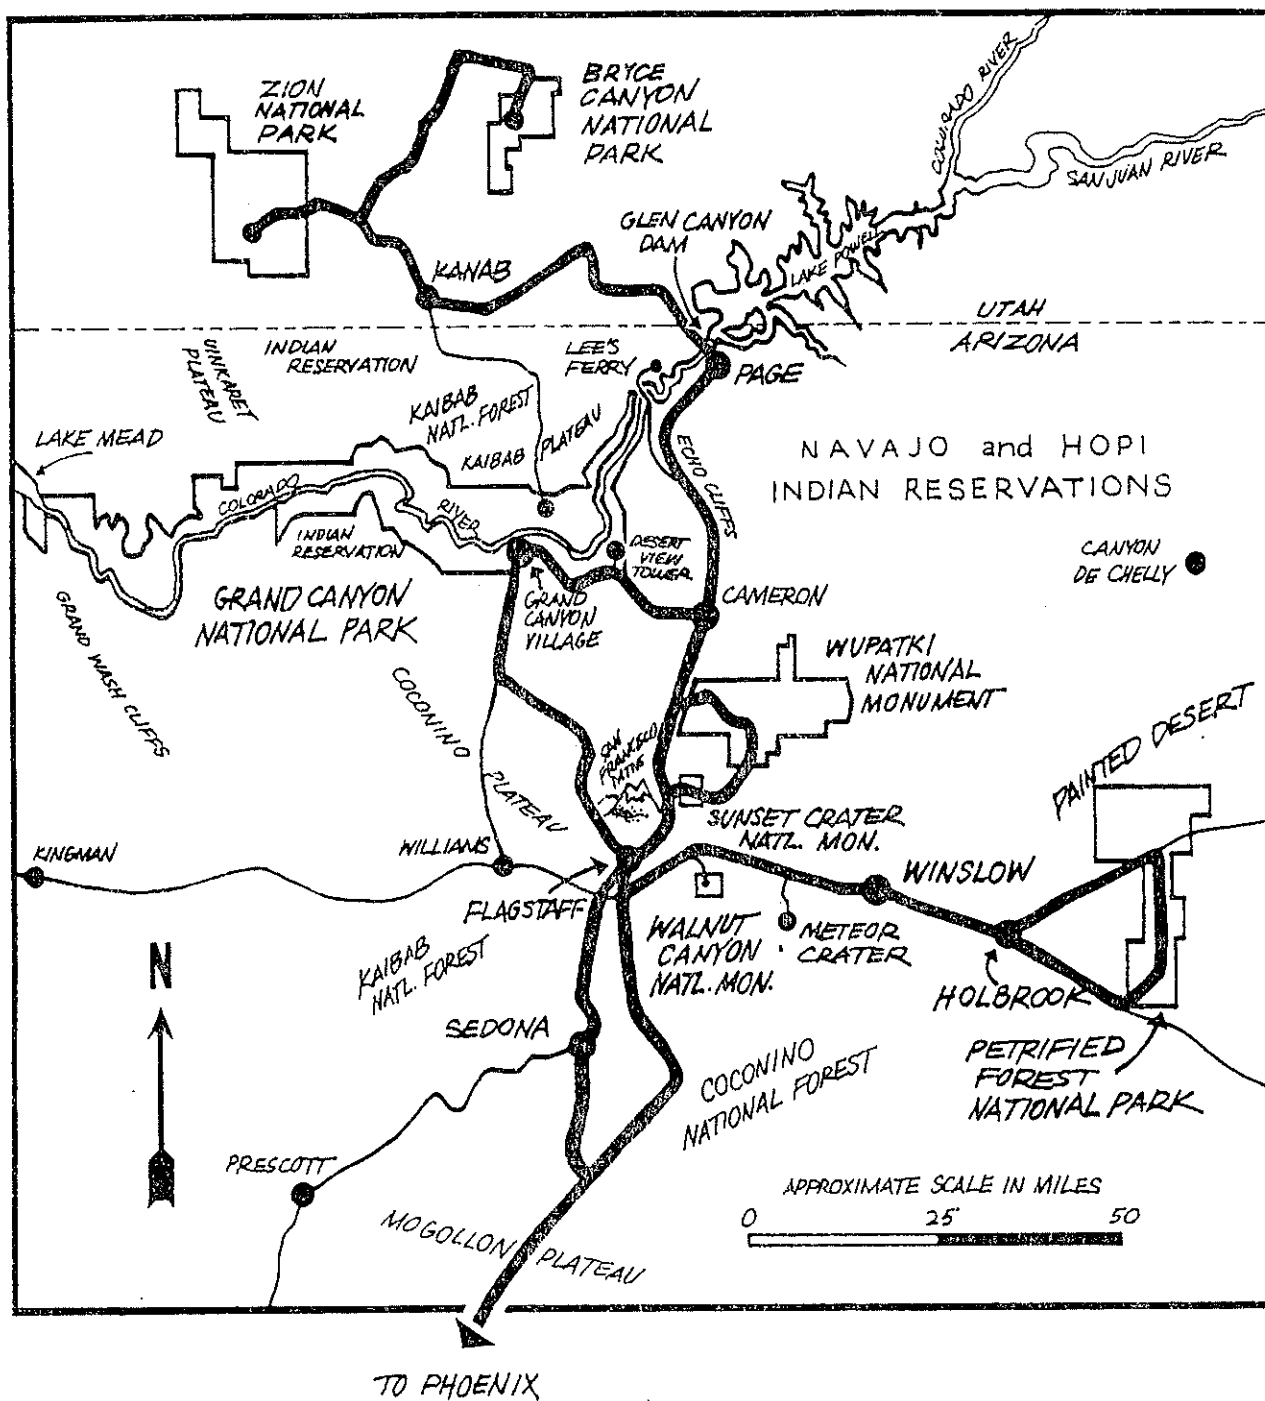 ZION
NATIONAL
PARK
BRYCE
CANYON
NATIONAL
PARK
COLORADO RIVER
SAN JUAN RIVER
GLEN CANYON
DAM
LAKE POWELL
KANAB
UTAH
ARIZONA
UINKARET
PLATEAU
INDIAN
RESERVATION
LEE'S
FERRY
PAGE
KAIBAB
NATL. FOREST
KAIBAB PLATEAU
LAKE MEAD
ECHO CLIFFS
NAVAJO and HOPI
INDIAN RESERVATIONS
COLORADO RIVER
INDIAN
RESERVATION
DESERT
VIEW
TOWER
CANYON
DE CHELLY
GRAND CANYON
NATIONAL PARK
GRAND
CANYON
VILLAGE
CAMERON
GRAND WASH CLIFFS
WUPATKI
NATIONAL
MONUMENT
COCONINO PLATEAU
SAN
FRANCISCO
MTNS
PAINTED DESERT
SUNSET CRATER
NATL. MON.
KINGMAN
WILLIAMS
FLAGSTAFF
WINSLOW
WALNUT
CANYON
NATL. MON.
METEOR
CRATER
HOLBROOK
KAIBAB
NATL. FOREST
N
SEDONA
COCONINO
NATIONAL FOREST
PETRIFIED
FOREST
NATIONAL PARK
PRESCOTT
MOGOLLON PLATEAU
APPROXIMATE SCALE IN MILES
0 25 50
TO PHOENIX